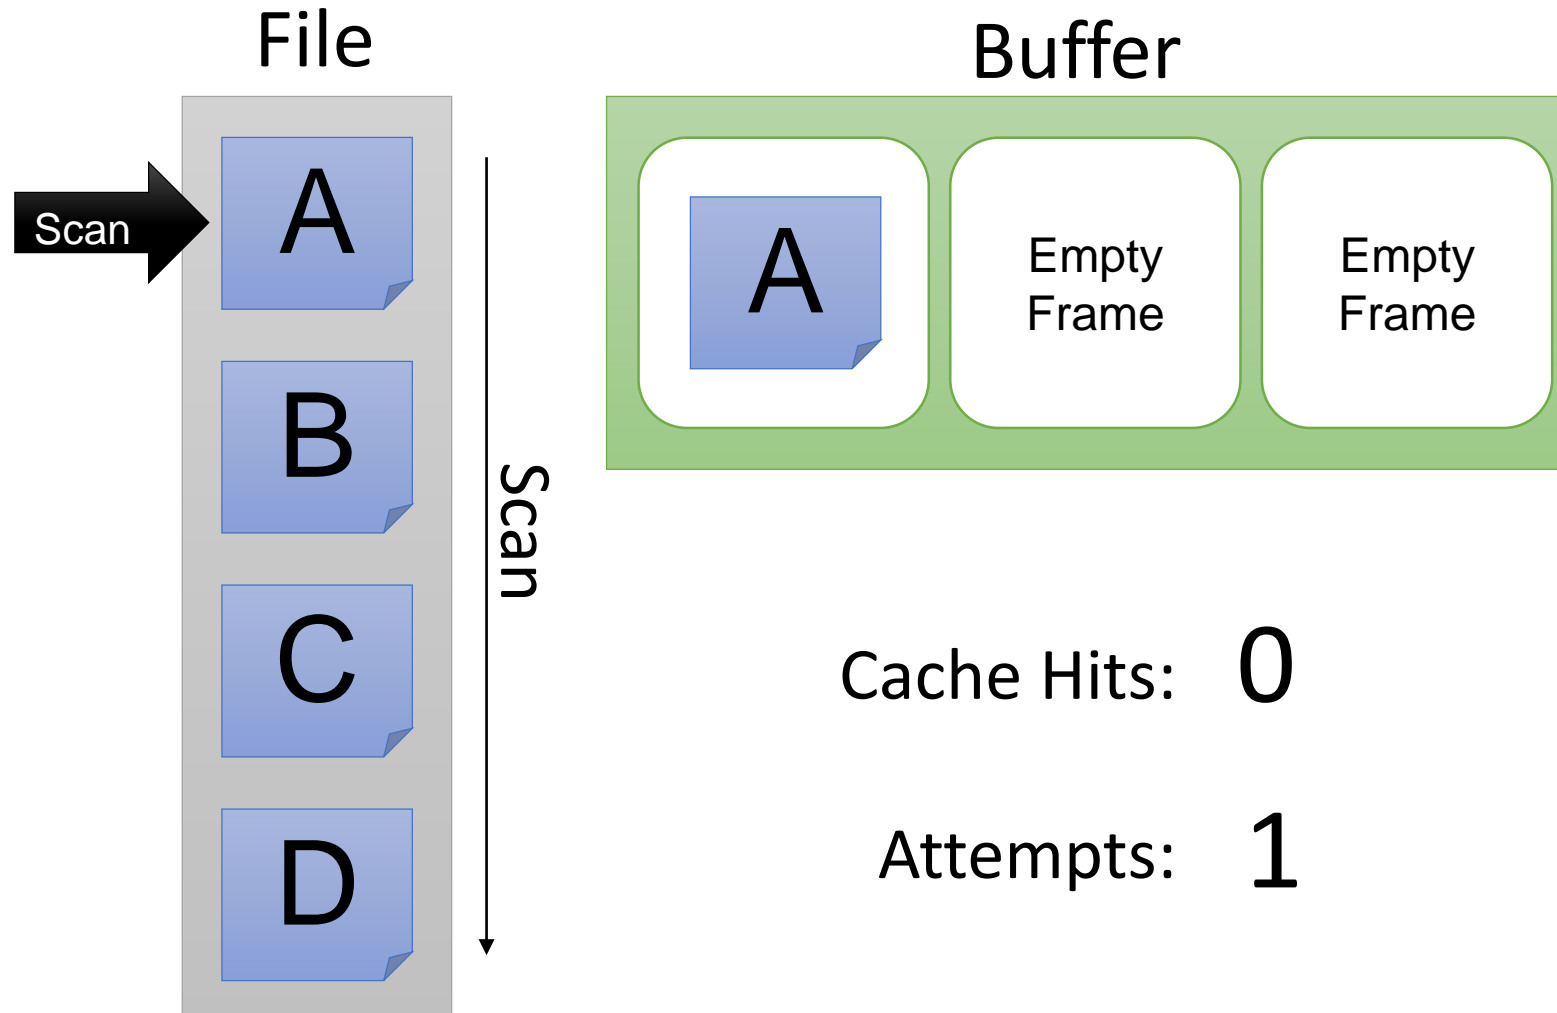 File
Buffer
Scan
A
B
C
D
Scan
A
Empty
Frame
Empty
Frame
Cache Hits: 0
Attempts: 1